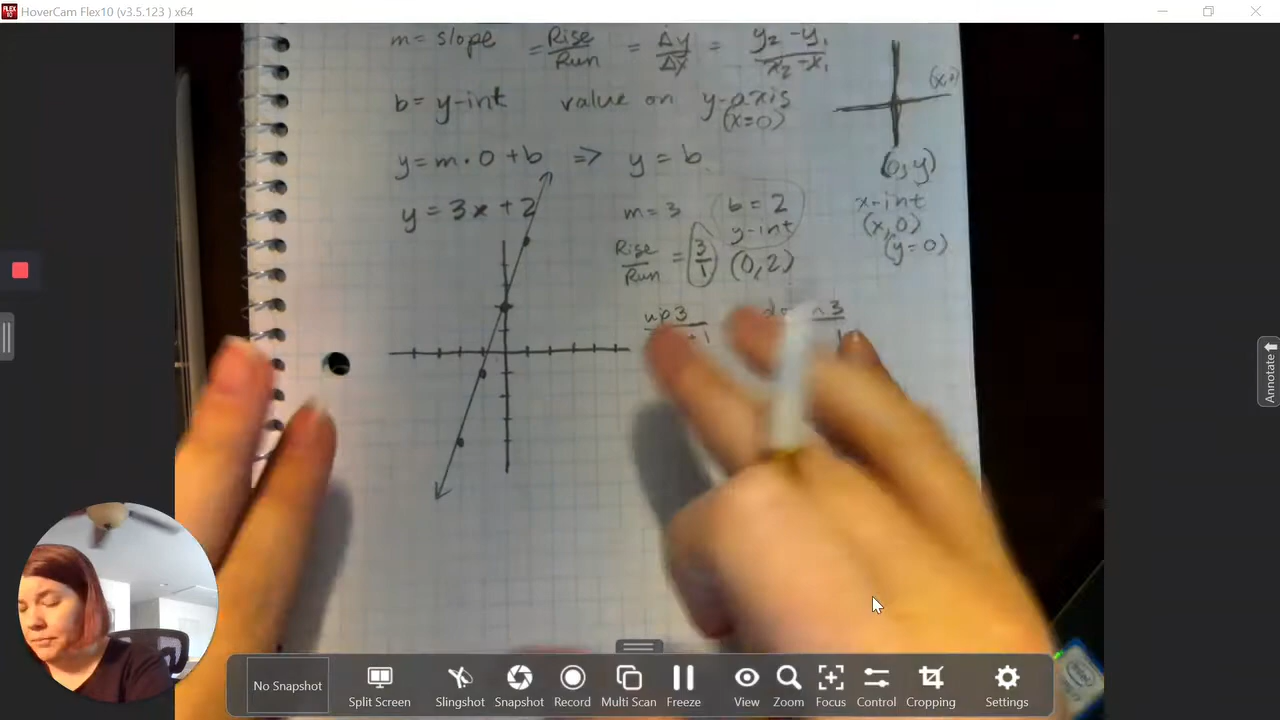 HoverCam Flex10 (v3.5.123 ) x64
m = slope = Rise/Run = Δy/Δx = y₂-y₁/x₂-x₁
b = y-int value on y-axis
(x=0)
y = m·0 + b => y = b
y = 3x + 2
m = 3 b = 2
y-int
Rise/Run = 3/1 (0,2)
up 3
3
(0,y)
x-int
(x,0)
(y=0)
Annotate
No Snapshot
Split Screen
Slingshot
Snapshot
Record
Multi Scan
Freeze
View
Zoom
Focus
Control
Cropping
Settings